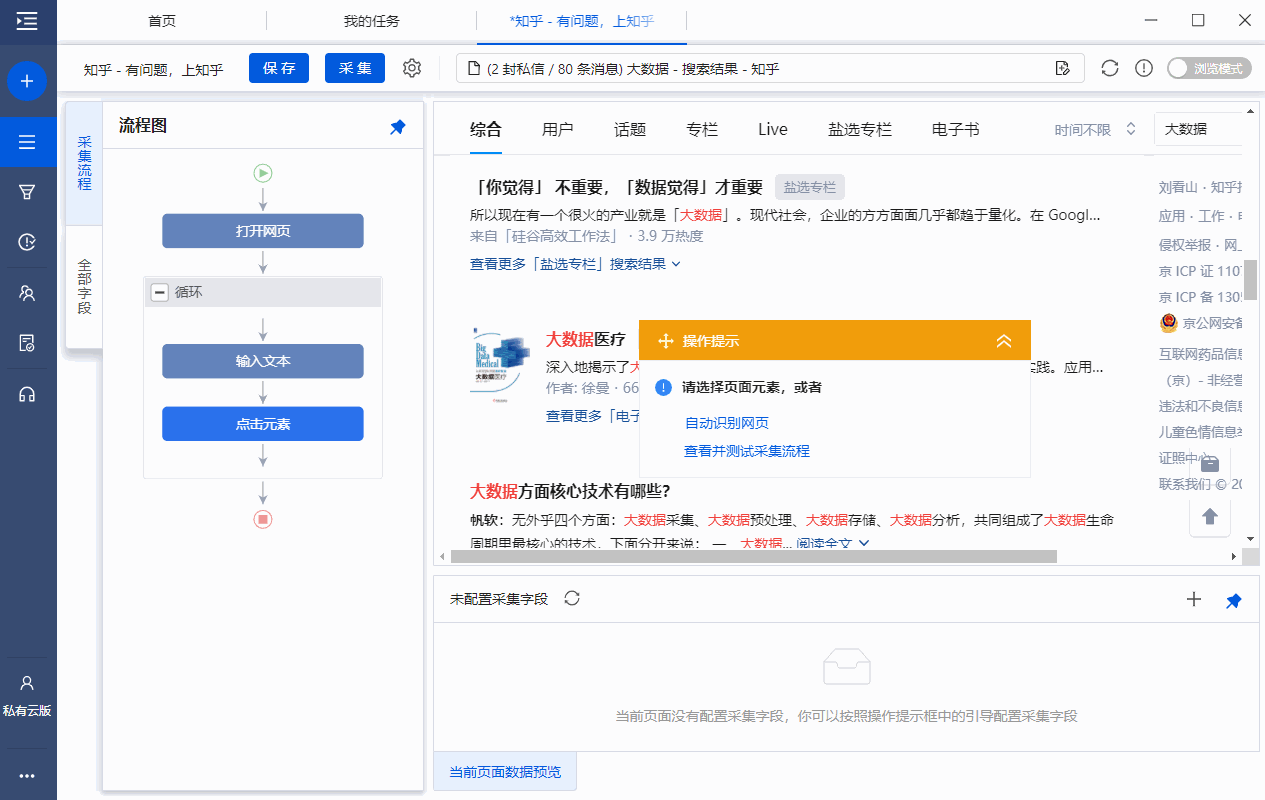 首页
我的任务
*知乎 - 有问题，上知乎
知乎 - 有问题，上知乎
保存
采集
(2 封私信 / 80 条消息) 大数据 - 搜索结果 - 知乎
浏览模式
采集流程
全部字段
流程图
打开网页
循环
输入文本
点击元素
私有云版
综合
用户
话题
专栏
Live
盐选专栏
电子书
时间不限
大数据
「你觉得」 不重要，「数据觉得」才重要
盐选专栏
所以现在有一个很火的产业就是「大数据」。现代社会，企业的方方面面几乎都趋于量化。在 Googl...
来自「硅谷高效工作法」 · 3.9 万热度
查看更多「盐选专栏」搜索结果
Big Data Medical
大数据医疗
大数据医疗
深入地揭示了
实践。应用...
作者: 徐曼 · 66
查看更多「电子
操作提示
请选择页面元素，或者
自动识别网页
查看并测试采集流程
大数据方面核心技术有哪些？
帆软：无外乎四个方面：大数据采集、大数据预处理、大数据存储、大数据分析，共同组成了大数据生命
周期里最核心的技术，下面分开来说： 一 、大数据... 阅读全文
刘看山 · 知乎
应用 · 工作 ·
侵权举报 · 网
京 ICP 证 110
京 ICP 备 130
京公网安备
互联网药品信息
（京）- 非经营
违法和不良信息
儿童色情信息举
证照中心
联系我们 © 20
未配置采集字段
当前页面没有配置采集字段，你可以按照操作提示框中的引导配置采集字段
当前页面数据预览